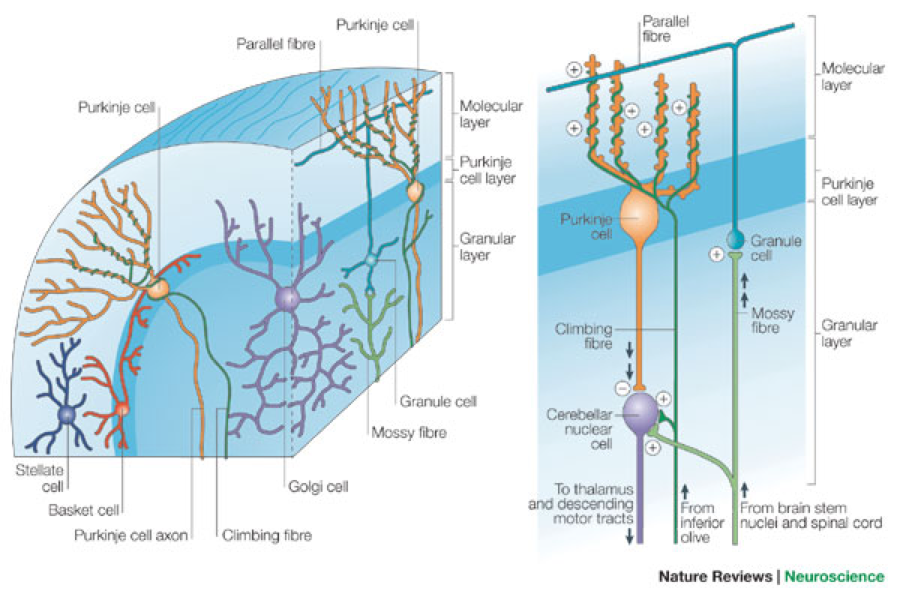 Purkinje cell
Parallel fibre
Purkinje cell
Molecular
layer
Purkinje
cell layer
Granular
layer
Granule cell
Mossy fibre
Stellate
cell
Basket cell
Purkinje cell axon
Climbing fibre
Golgi cell
Parallel
fibre
Molecular
layer
Purkinje
cell layer
Purkinje
cell
Granule
cell
Mossy
fibre
Climbing
fibre
Granular
layer
Cerebellar
nuclear
cell
To thalamus
and descending
motor tracts
From
inferior
olive
From brain stem
nuclei and spinal cord
+
+
+
+
+
+
−
+
+
Nature Reviews | Neuroscience